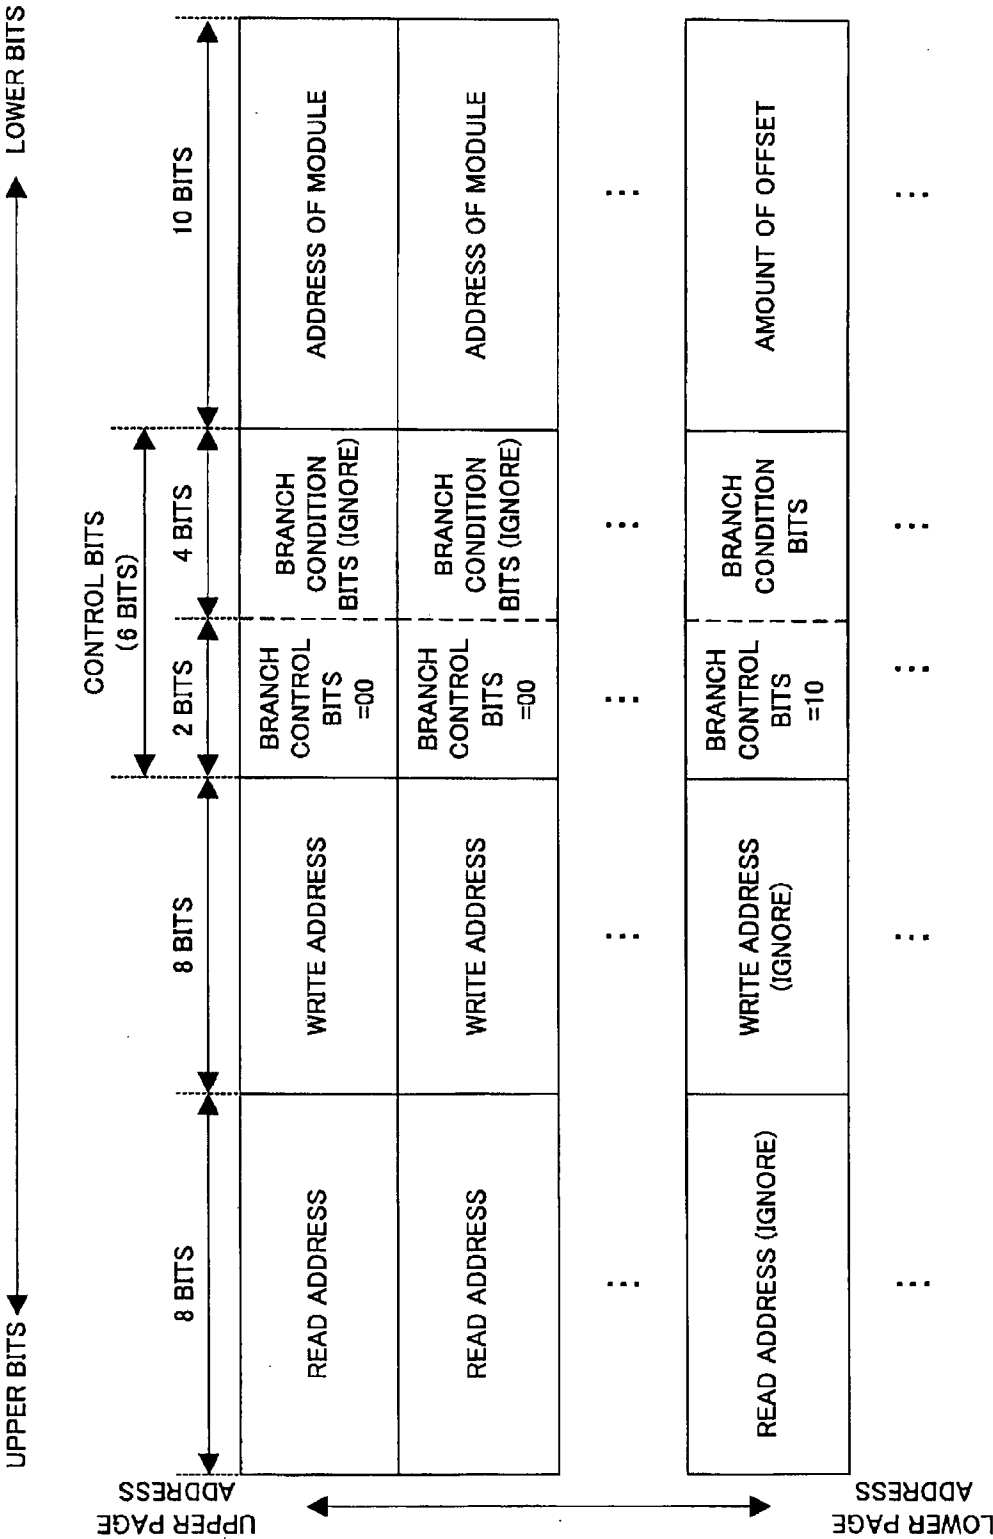 UPPER BITS
LOWER BITS
CONTROL BITS
(6 BITS)
8 BITS
8 BITS
2 BITS
4 BITS
10 BITS
UPPER PAGE
ADDRESS
READ ADDRESS
WRITE ADDRESS
BRANCH
CONTROL
BITS
=00
BRANCH
CONDITION
BITS (IGNORE)
ADDRESS OF MODULE
READ ADDRESS
WRITE ADDRESS
BRANCH
CONTROL
BITS
=00
BRANCH
CONDITION
BITS (IGNORE)
ADDRESS OF MODULE
...
...
...
...
...
READ ADDRESS (IGNORE)
WRITE ADDRESS
(IGNORE)
BRANCH
CONTROL
BITS
=10
BRANCH
CONDITION
BITS
AMOUNT OF OFFSET
...
...
...
...
...
LOWER PAGE
ADDRESS